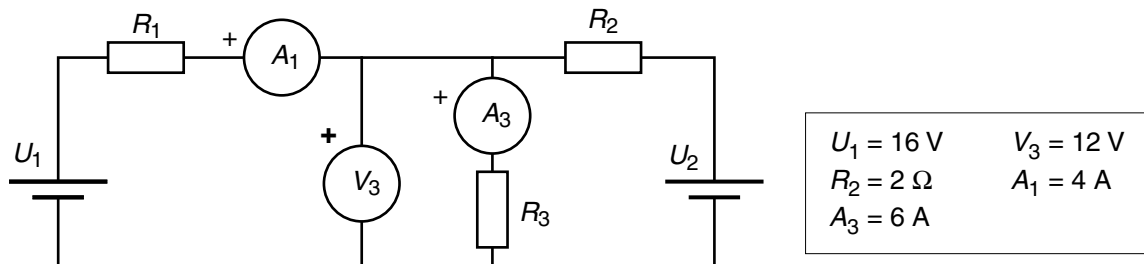 R1
+
A1
R2
+
A3
+
U1
V3
U2
R3
U1 = 16 V V3 = 12 V
R2 = 2 Ω A1 = 4 A
A3 = 6 A